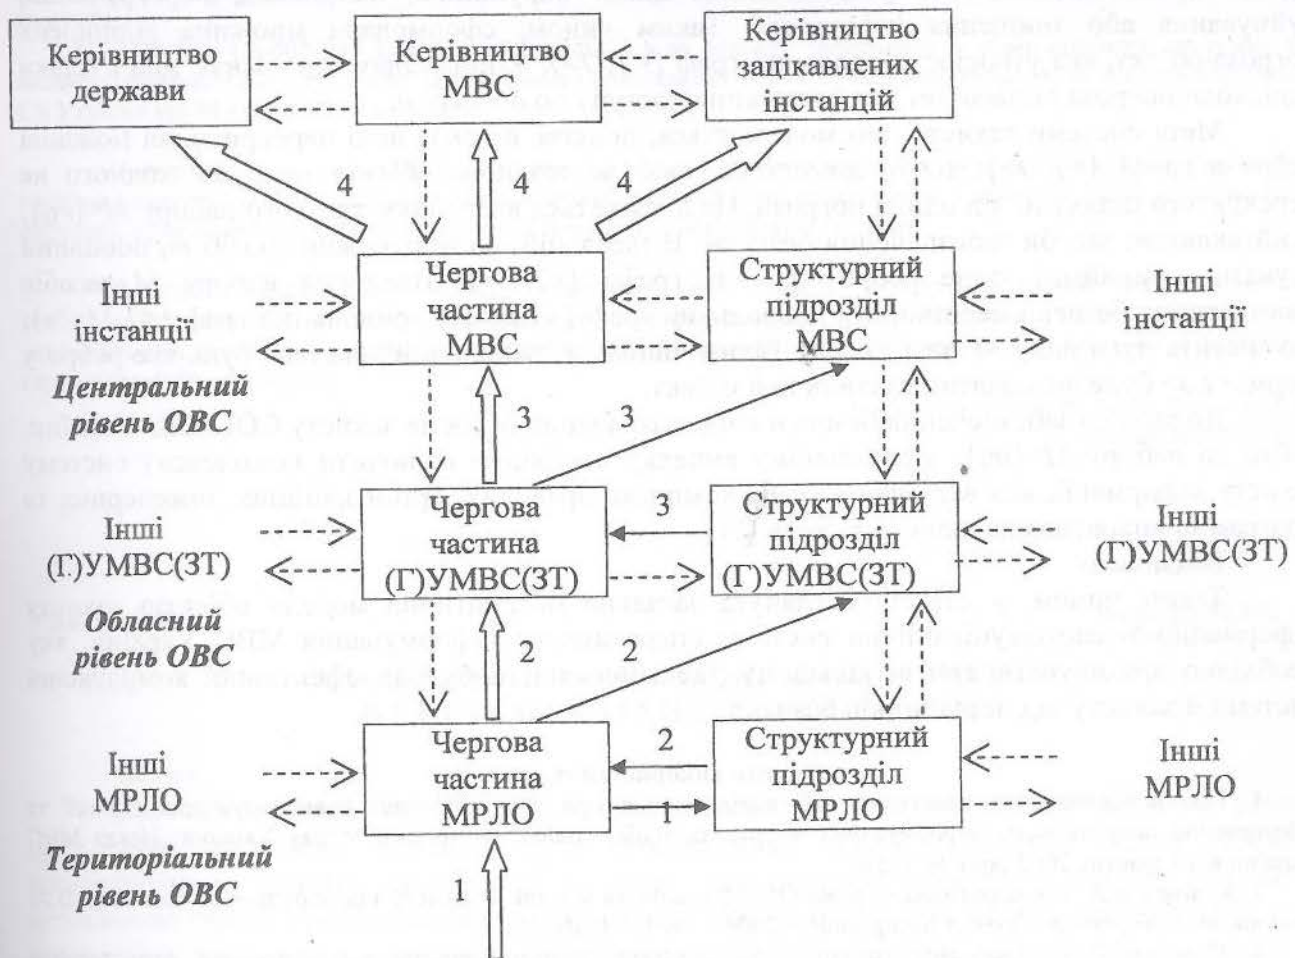 Керівництво
держави
Керівництво
МВС
Керівництво
зацікавлених
інстанцій
4
4
4
Інші
інстанції
Чергова
частина
МВС
Структурний
підрозділ
МВС
Інші
інстанції
Центральний
рівень ОВС
3
3
Інші
(Г)УМВС(ЗТ)
Чергова
частина
(Г)УМВС(ЗТ)
3
Структурний
підрозділ
(Г)УМВС(ЗТ)
Інші
(Г)УМВС(ЗТ)
Обласний
рівень ОВС
2
2
Інші
МРЛО
Чергова
частина
МРЛО
2
1
Структурний
підрозділ
МРЛО
Інші
МРЛО
Територіальний
рівень ОВС
1